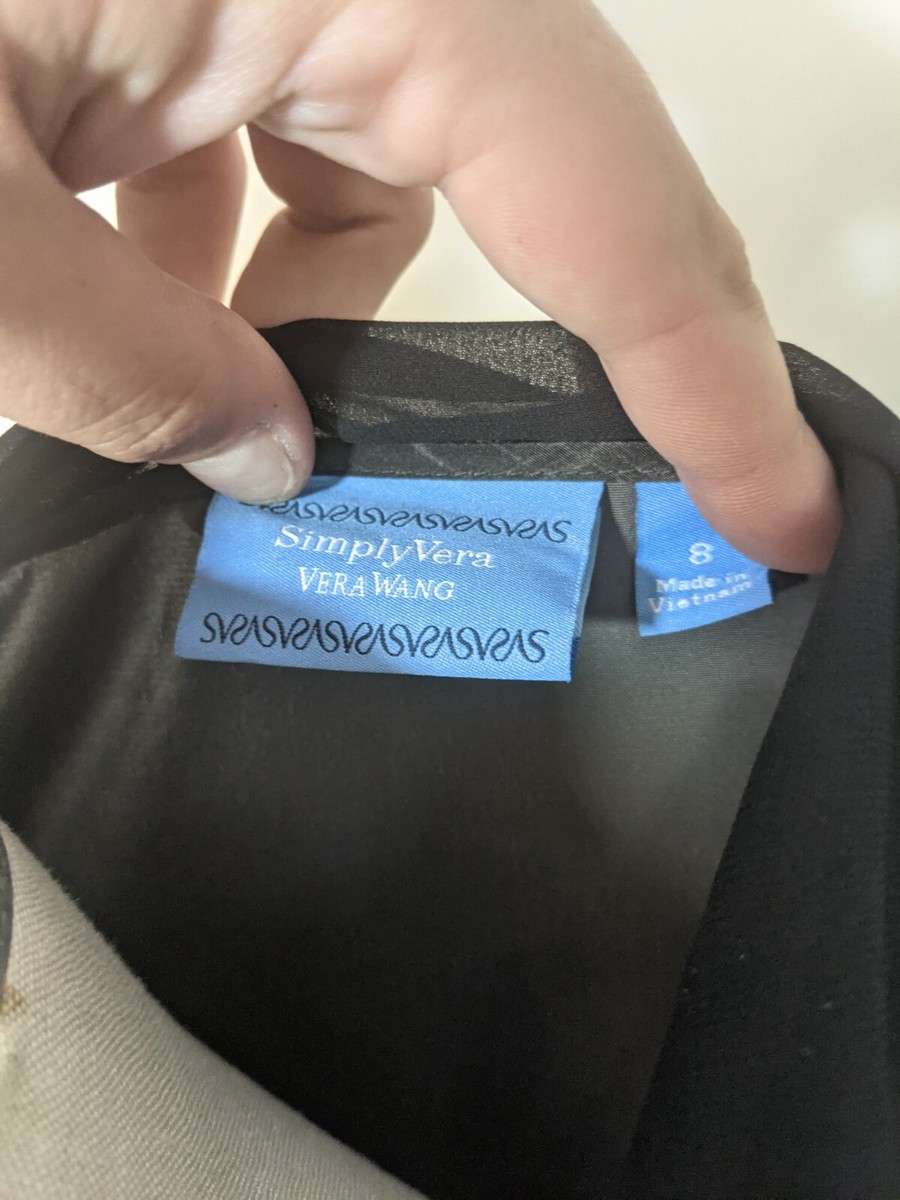 SimplyVera
VERA WANG
8
Made in
Vietnam